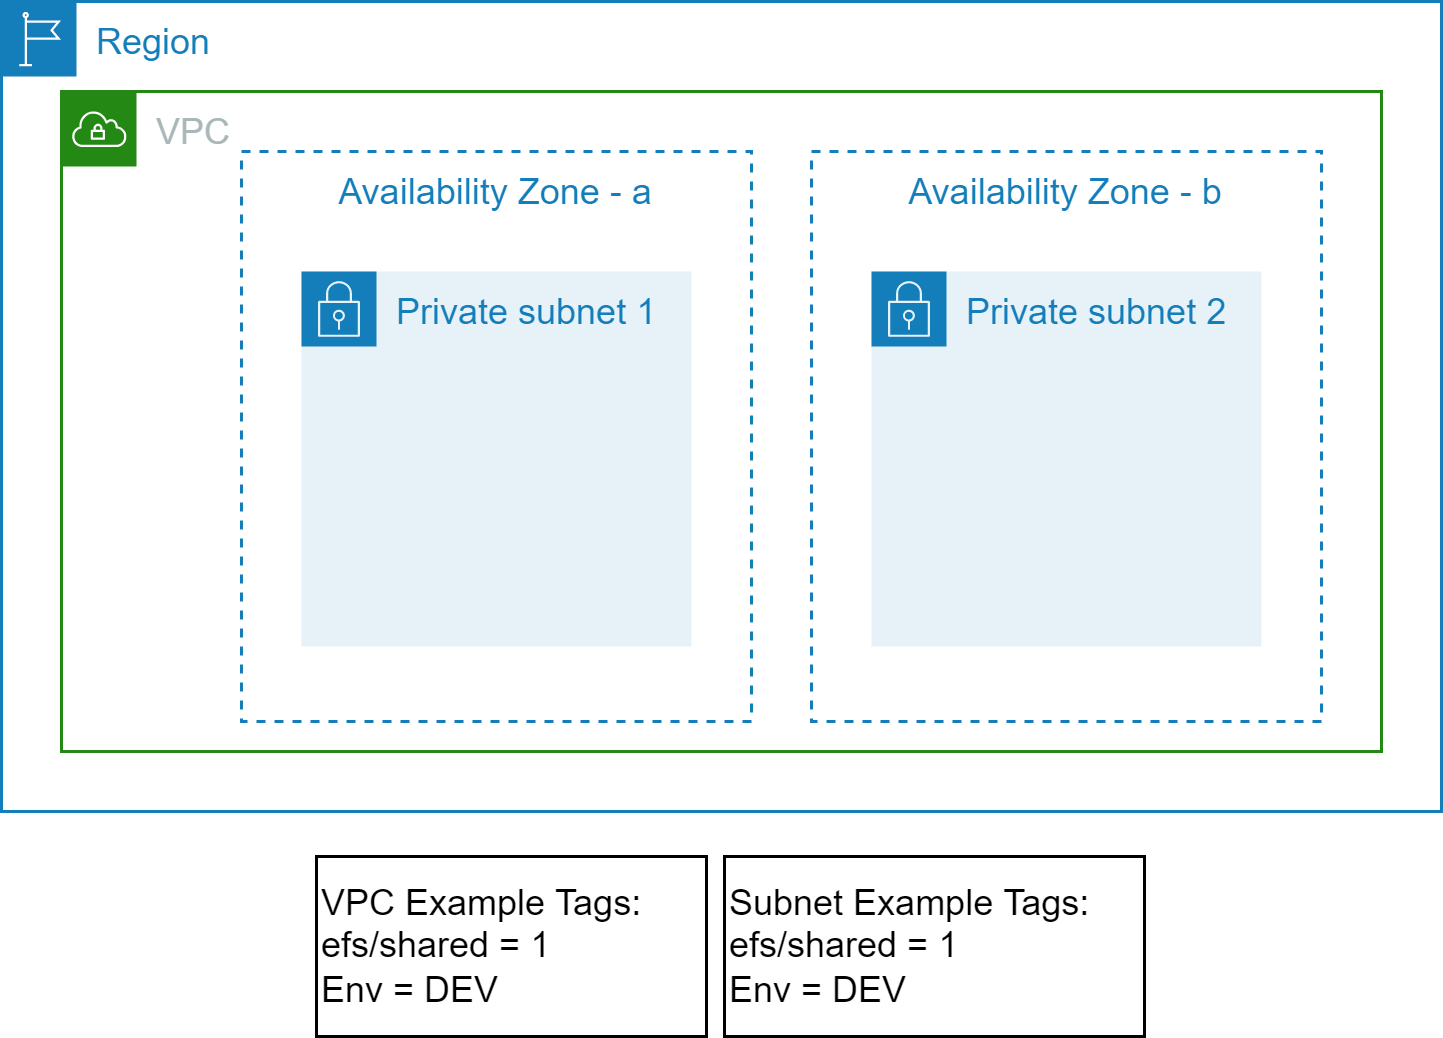 Region
VPC
Availability Zone - a
Availability Zone - b
Private subnet 1
Private subnet 2
VPC Example Tags:
efs/shared = 1
Env = DEV
Subnet Example Tags:
efs/shared = 1
Env = DEV